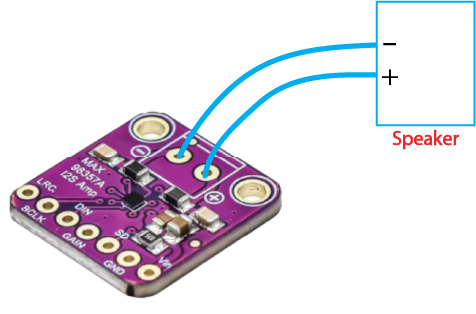 −
+
Speaker
−
+
MAX
98357A
I2S Amp
LRC.
BCLK
DIN
GAIN
SD
GND
Vin